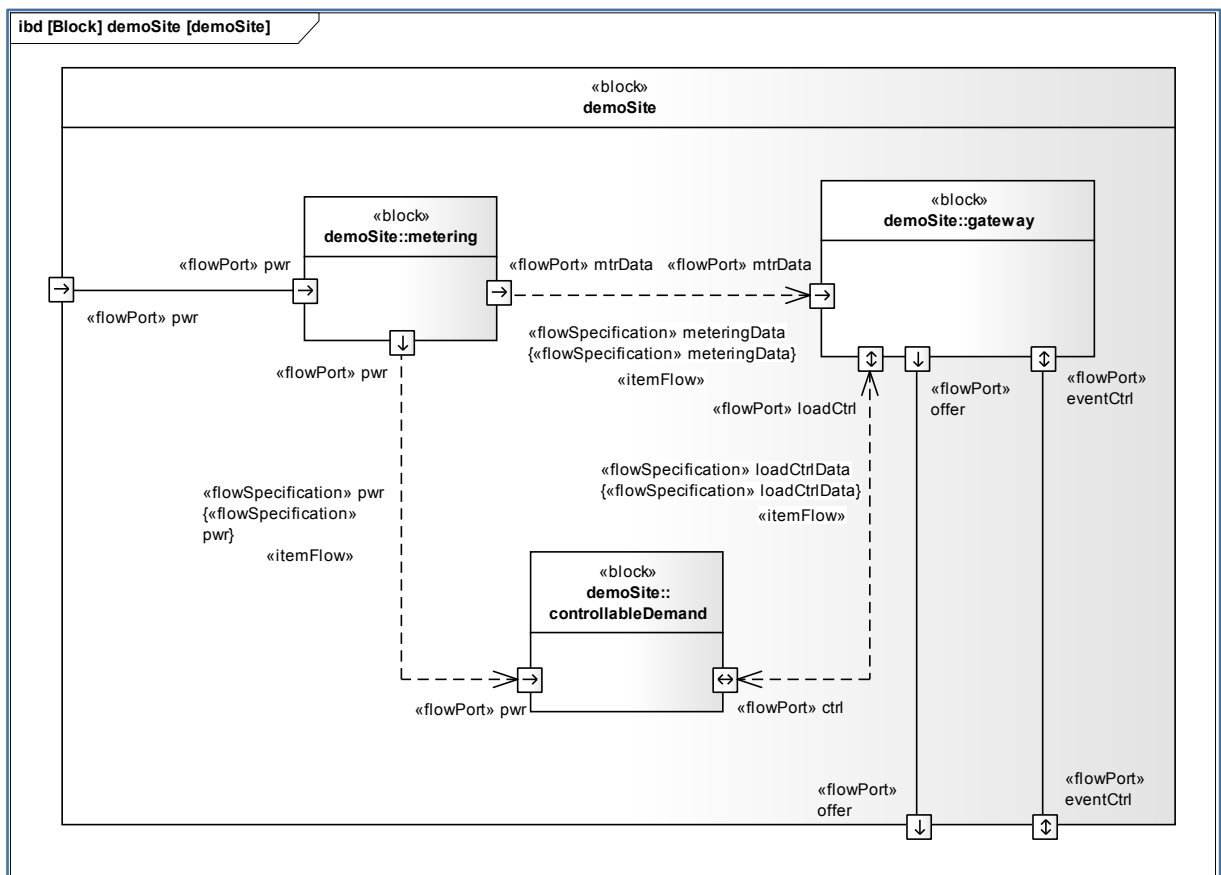 ibd [Block] demoSite [demoSite]
«block»
demoSite
«block»
demoSite::metering
«block»
demoSite::gateway
«flowPort» pwr
«flowPort» mtrData
«flowPort» mtrData
«flowPort» pwr
«flowSpecification» meteringData
{«flowSpecification» meteringData}
«itemFlow»
«flowPort» pwr
«flowPort» loadCtrl
«flowPort»
offer
«flowPort»
eventCtrl
«flowSpecification» loadCtrlData
{«flowSpecification» loadCtrlData}
«itemFlow»
«flowSpecification» pwr
{«flowSpecification»
pwr}
«itemFlow»
«block»
demoSite::
controllableDemand
«flowPort» pwr
«flowPort» ctrl
«flowPort»
offer
«flowPort»
eventCtrl